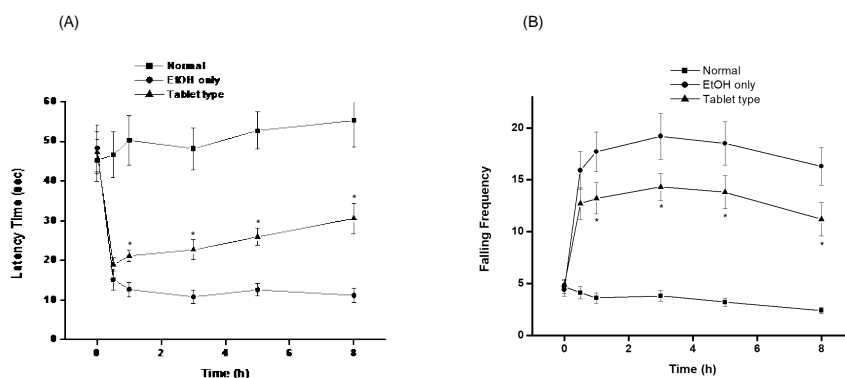 (A)
Normal
EtOH only
Tablet type
60
50
40
30
20
10
0
Latency Time (sec)
0 2 4 6 8
Time (h)
* * * *
(B)
Normal
EtOH only
Tablet type
20
15
10
5
0
Falling Frequency
0 2 4 6 8
Time (h)
* * * *